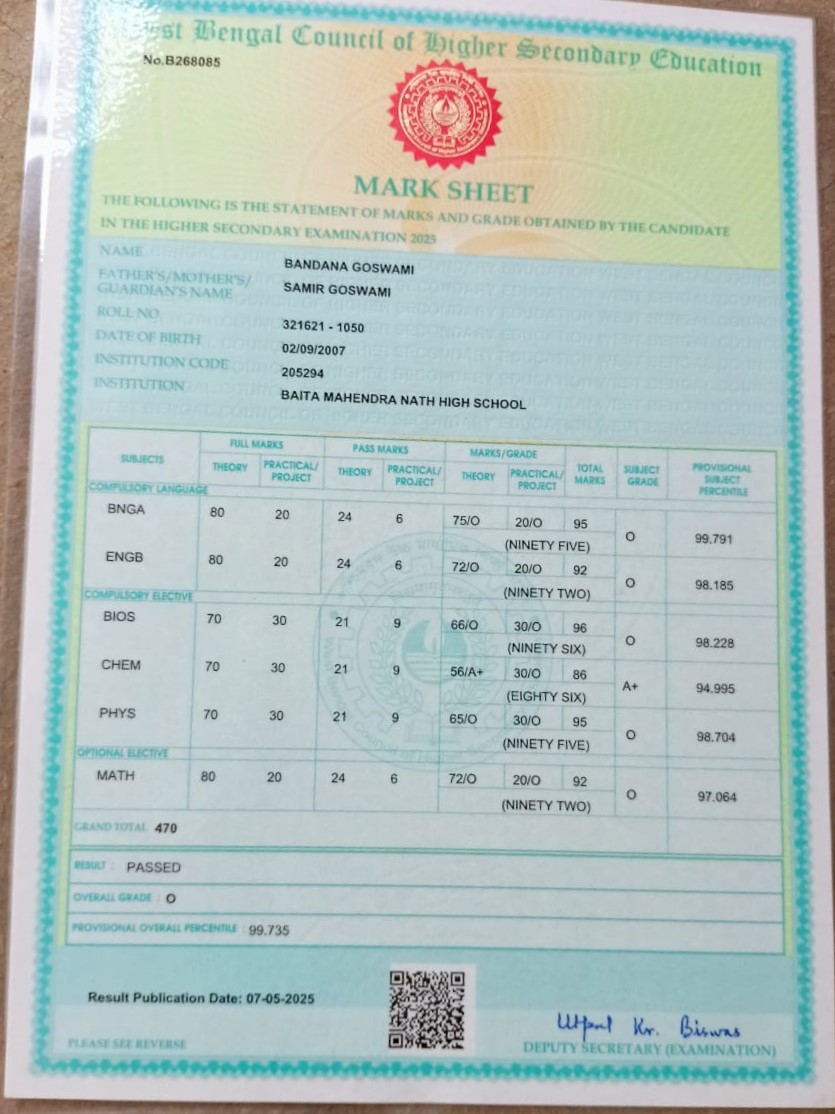 st Bengal Council of Higher Secondary Education
No.B268085
MARK SHEET
THE FOLLOWING IS THE STATEMENT OF MARKS AND GRADE OBTAINED BY THE CANDIDATE
IN THE HIGHER SECONDARY EXAMINATION 2025
NAME BANDANA GOSWAMI
FATHER'S/MOTHER'S/
GUARDIAN'S NAME SAMIR GOSWAMI
ROLL NO. 321621 - 1050
DATE OF BIRTH 02/09/2007
INSTITUTION CODE 205294
INSTITUTION BAITA MAHENDRA NATH HIGH SCHOOL
SUBJECTS FULL MARKS PASS MARKS MARKS/GRADE TOTAL MARKS SUBJECT GRADE PROVISIONAL SUBJECT PERCENTILE
THEORY PRACTICAL/PROJECT THEORY PRACTICAL/PROJECT THEORY PRACTICAL/PROJECT
COMPULSORY LANGUAGE
BNGA 80 20 24 6 75/O 20/O 95 O 99.791
(NINETY FIVE)
ENGB 80 20 24 6 72/O 20/O 92 O 98.185
(NINETY TWO)
COMPULSORY ELECTIVE
BIOS 70 30 21 9 66/O 30/O 96 O 98.228
(NINETY SIX)
CHEM 70 30 21 9 56/A+ 30/O 86 A+ 94.995
(EIGHTY SIX)
PHYS 70 30 21 9 65/O 30/O 95 O 98.704
(NINETY FIVE)
OPTIONAL ELECTIVE
MATH 80 20 24 6 72/O 20/O 92 O 97.064
(NINETY TWO)
GRAND TOTAL 470
RESULT : PASSED
OVERALL GRADE : O
PROVISIONAL OVERALL PERCENTILE : 99.735
Result Publication Date: 07-05-2025
Utpal Kr. Biswas
PLEASE SEE REVERSE
DEPUTY SECRETARY (EXAMINATION)